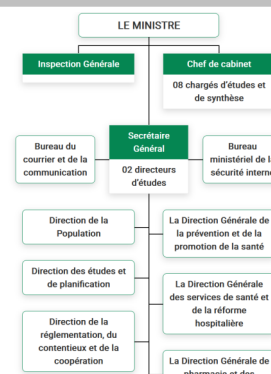 LE MINISTRE
Inspection Générale
Chef de cabinet
08 chargés d'études et
de synthèse
Secrétaire
Général
02 directeurs
d'études
Bureau du
courrier et de la
communication
Bureau
ministériel de
sécurité interne
Direction de la
Population
La Direction Générale de
la prévention et de la
promotion de la santé
Direction des études et
de planification
La Direction Générale
des services de santé et
de la réforme
hospitalière
Direction de la
réglementation, du
contentieux et de la
coopération
La Direction Générale de
pharmacie et des